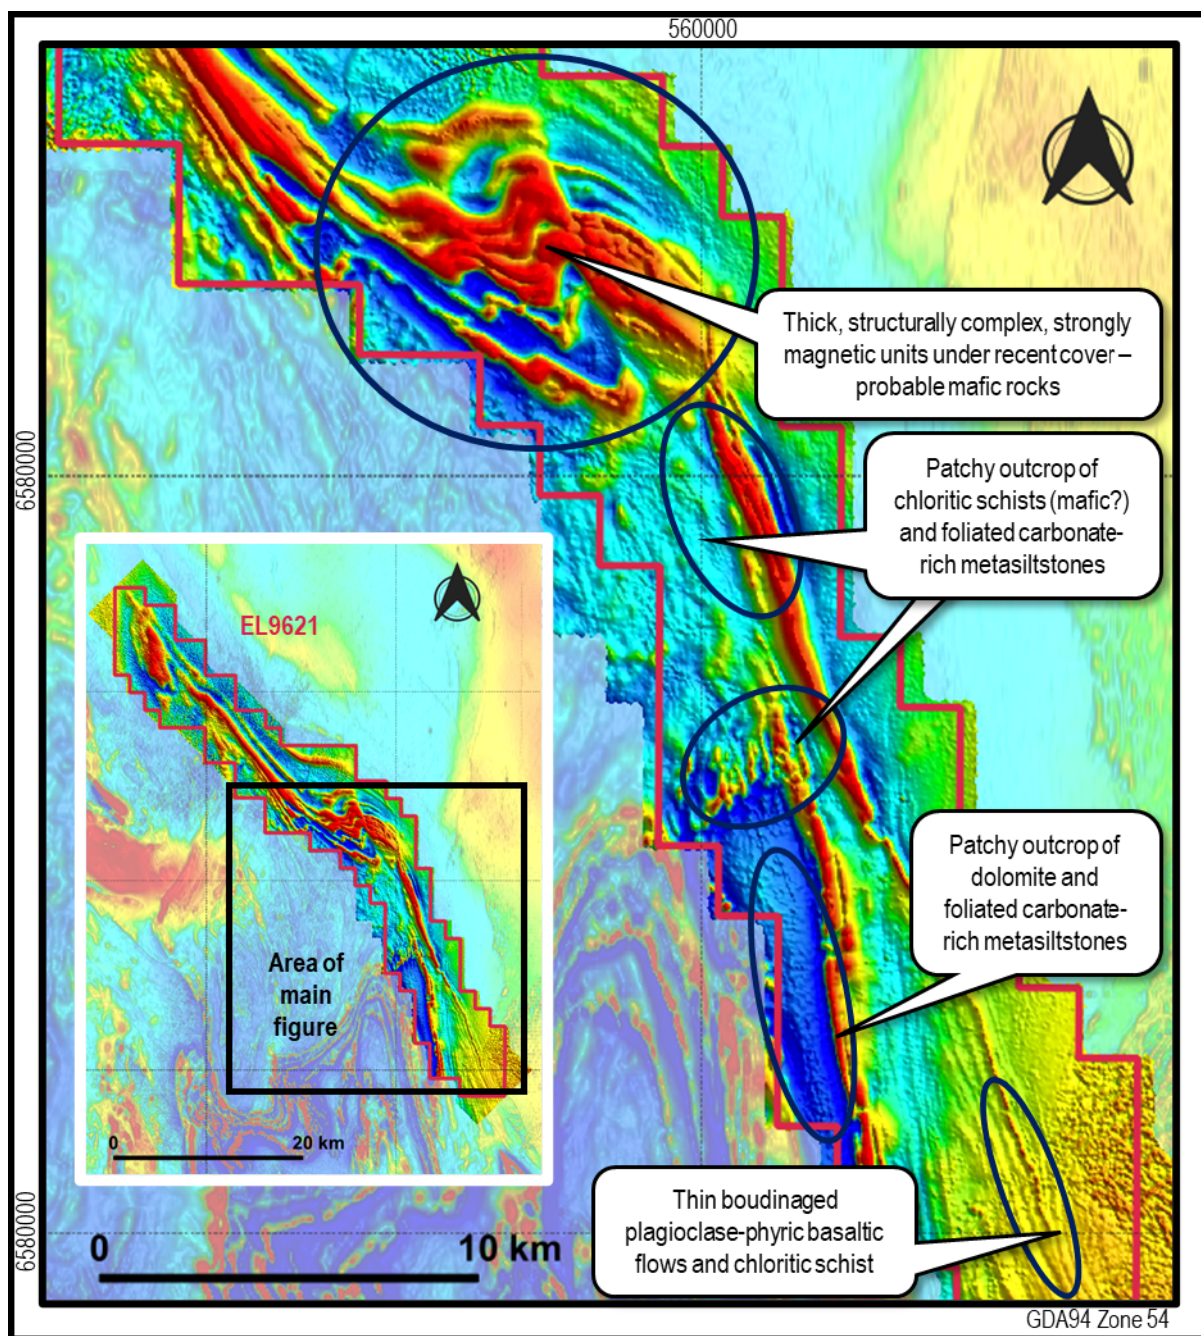 560000
Thick, structurally complex, strongly
magnetic units under recent cover –
probable mafic rocks
6580000
Patchy outcrop of
chloritic schists (mafic?)
and foliated carbonate-
rich metasiltstones
EL9621
Area of
main
figure
0
20 km
Patchy outcrop of
dolomite and
foliated carbonate-
rich metasiltstones
6580000
Thin boudinaged
plagioclase-phyric basaltic
flows and chloritic schist
0
10 km
GDA94 Zone 54